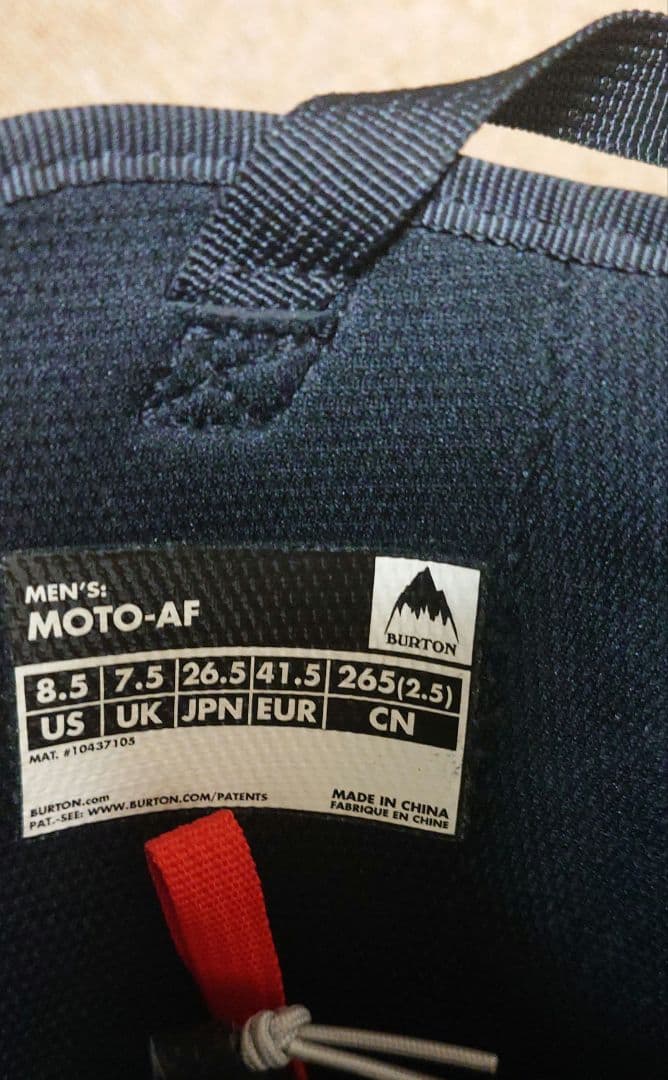 MEN'S:
MOTO-AF
BURTON
8.5 7.5 26.5 41.5 265(2.5)
US UK JPN EUR CN
MAT. #10437105
BURTON.com
PAT.-SEE: WWW.BURTON.COM/PATENTS
MADE IN CHINA
FABRIQUE EN CHINE